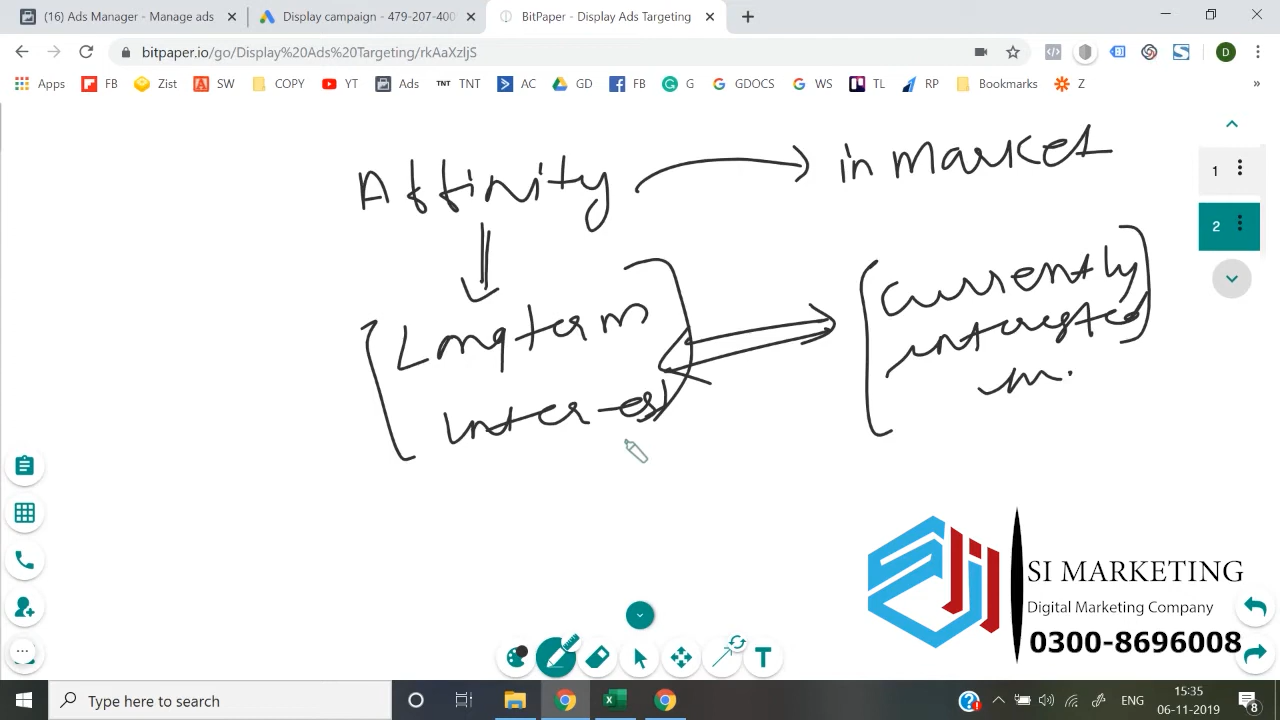 (16) Ads Manager - Manage ads
Display campaign - 479-207-400
BitPaper - Display Ads Targeting
bitpaper.io/go/Display%20Ads%20Targeting/rkAaXzljS
D
Apps FB Zist SW COPY YT Ads TNT TNT AC GD FB G GDOCS WS TL RP Bookmarks Z »
Affinity in market
Longterm
interest
Currently
interested
in.
1
2
SI MARKETING
Digital Marketing Company
0300-8696008
T
Type here to search
ENG
15:35
06-11-2019
8